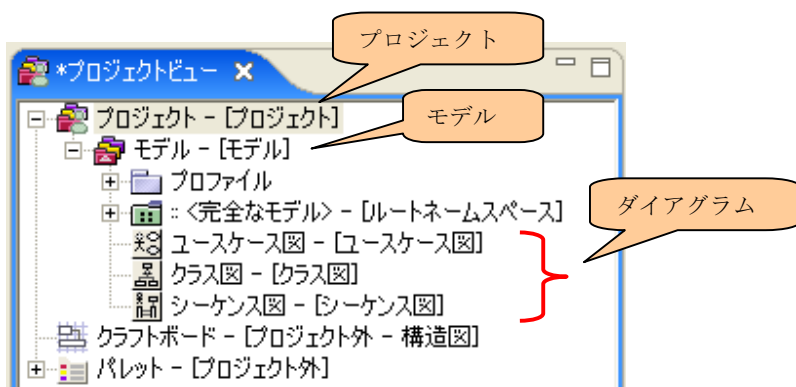 プロジェクト
*プロジェクトビュー
プロジェクト - [プロジェクト]
モデル
モデル - [モデル]
プロファイル
:: <完全なモデル> - [ルートネームスペース]
ダイアグラム
ユースケース図 - [ユースケース図]
クラス図 - [クラス図]
シーケンス図 - [シーケンス図]
クラフトボード - [プロジェクト外 - 構造図]
パレット - [プロジェクト外]